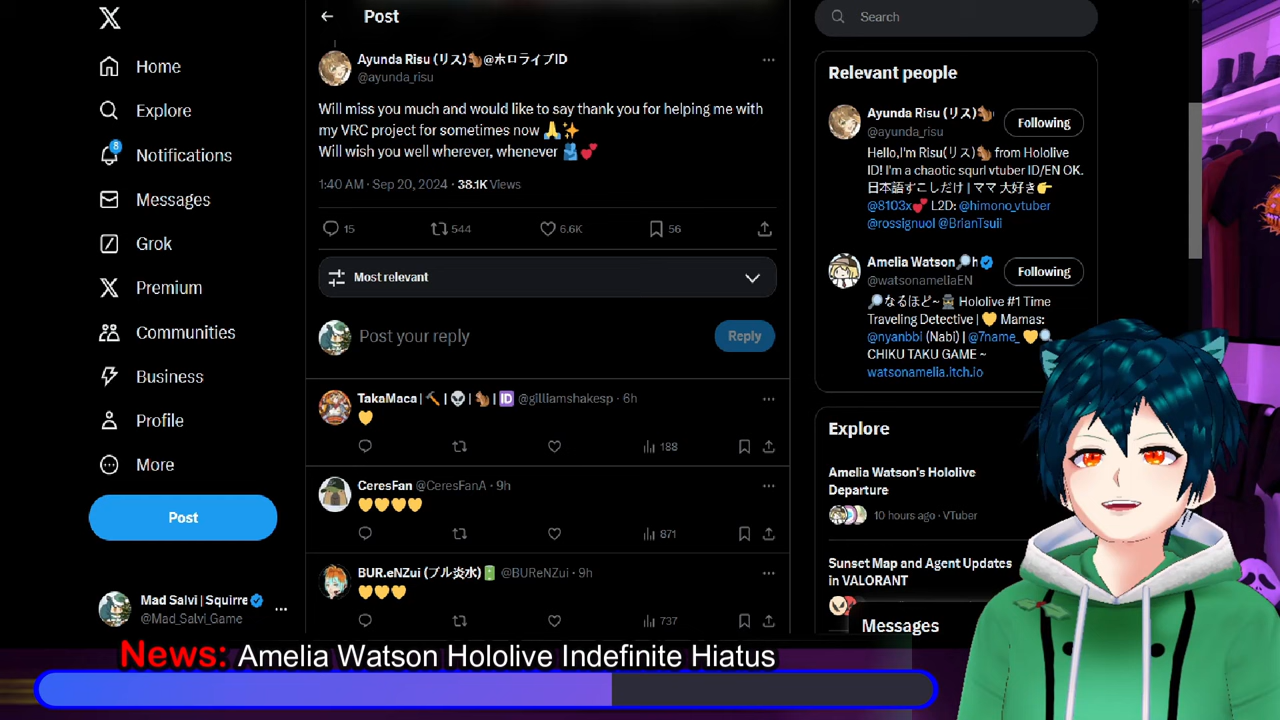 Home
Explore
Notifications
8
Messages
Grok
Premium
Communities
Business
Profile
More
Post
Mad Salvi | Squirre
@Mad_Salvi_Game
Post
Ayunda Risu (リス)🐿️@ホロライブID
@ayunda_risu
Will miss you much and would like to say thank you for helping me with
my VRC project for sometimes now 🙏✨
Will wish you well wherever, whenever 🫂💕
1:40 AM · Sep 20, 2024 · 38.1K Views
15 544 6.6K 56
Most relevant
Post your reply
Reply
TakaMaca | 🔨 | 👽 | 🐿️ | 🆔 @gilliamshakesp · 6h
💛
188
CeresFan @CeresFanA · 9h
💛💛💛💛
871
BUR.eNZui (ブル炎水)🔋 @BUReNZui · 9h
💛💛💛
737
Search
Relevant people
Ayunda Risu (リス)🐿️
@ayunda_risu
Following
Hello,I'm Risu(リス)🐿️ from Hololive
ID! I'm a chaotic squrl vtuber ID/EN OK.
日本語すこしだけ | ママ 大好き👉
@8103x💕 L2D: @himono_vtuber
@rossignuol @BrianTsuii
Amelia Watson🔎h
@watsonameliaEN
Following
🔎なるほど~🕵️ Hololive #1 Time
Traveling Detective | 💛 Mamas:
@nyanbbi (Nabi) | @7name_ 💛🔍
CHIKU TAKU GAME ~
watsonamelia.itch.io
Explore
Amelia Watson's Hololive
Departure
10 hours ago · VTuber
Sunset Map and Agent Updates
in VALORANT
Messages
News: Amelia Watson Hololive Indefinite Hiatus